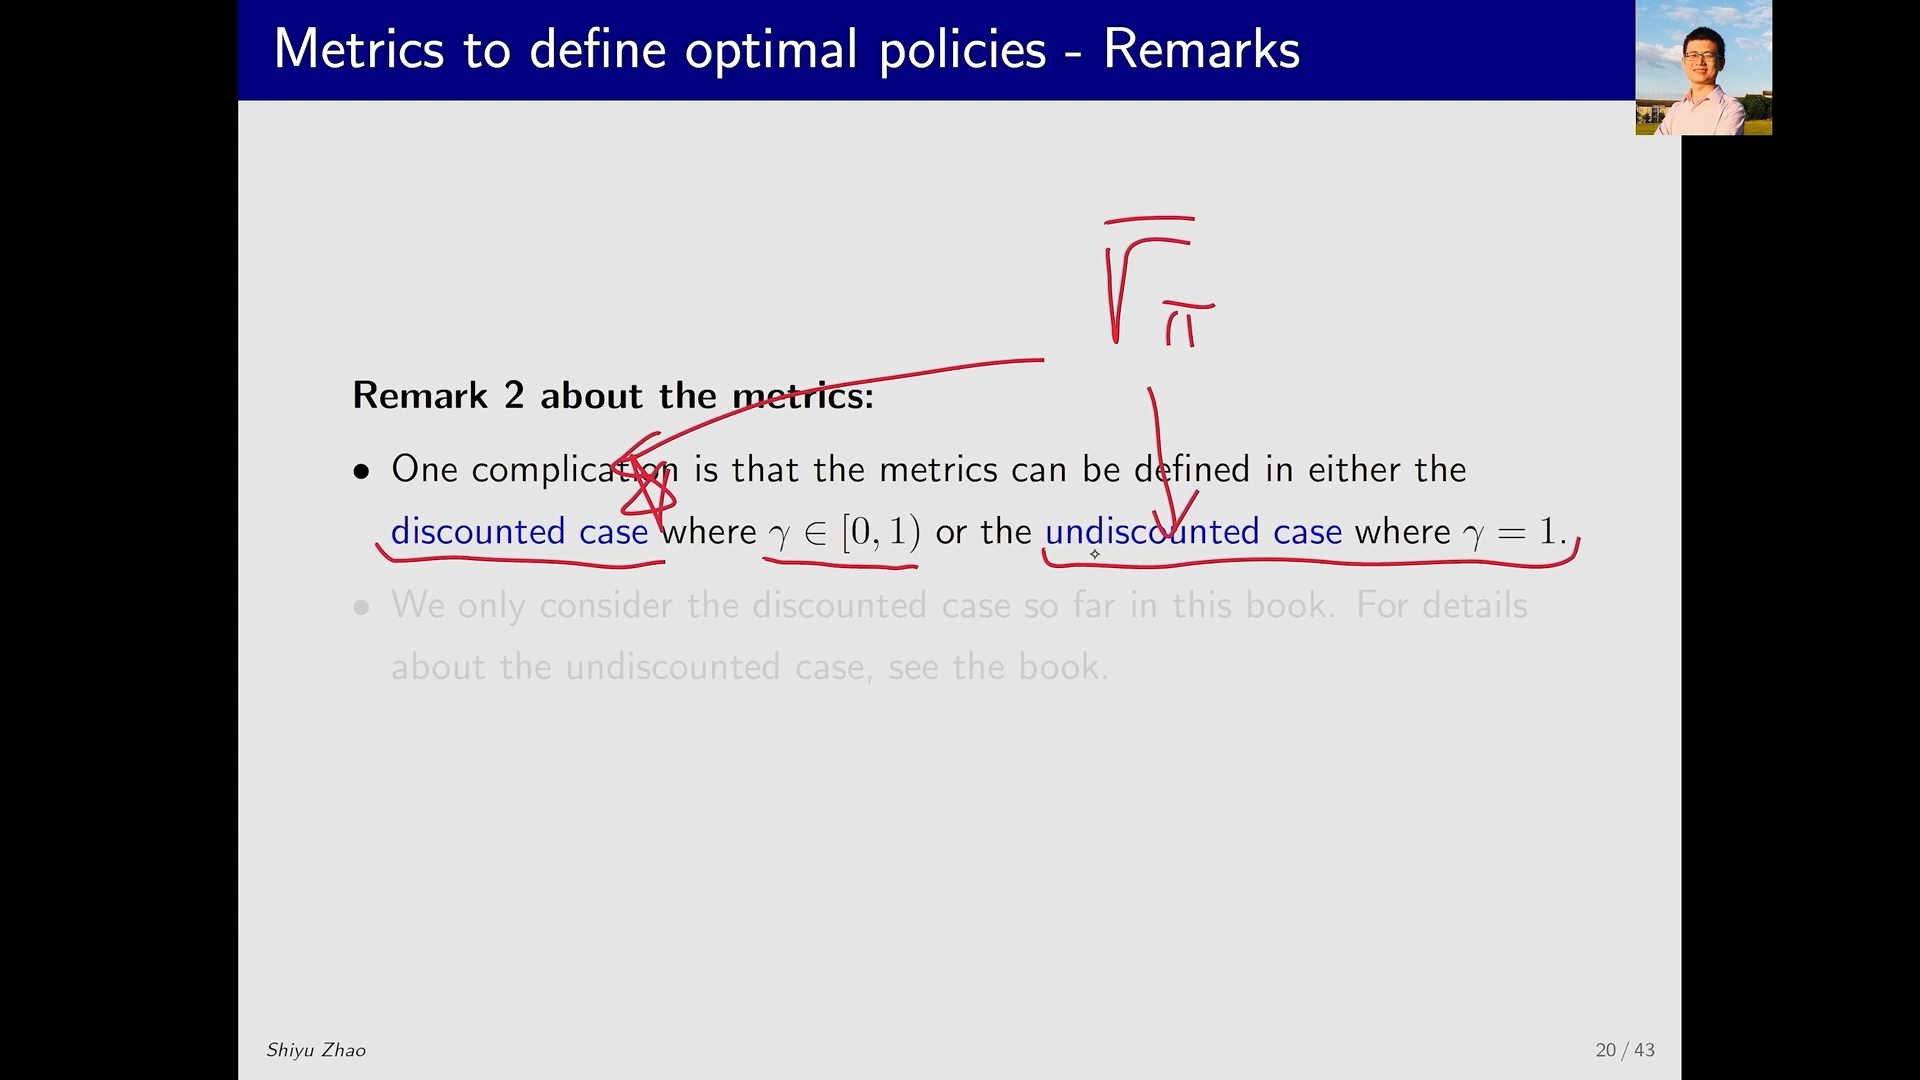 Metrics to define optimal policies - Remarks
r̄
π
Remark 2 about the metrics:
• One complication is that the metrics can be defined in either the
discounted case where γ ∈ [0, 1) or the undiscounted case where γ = 1.
• We only consider the discounted case so far in this book. For details
about the undiscounted case, see the book.
Shiyu Zhao
20 / 43